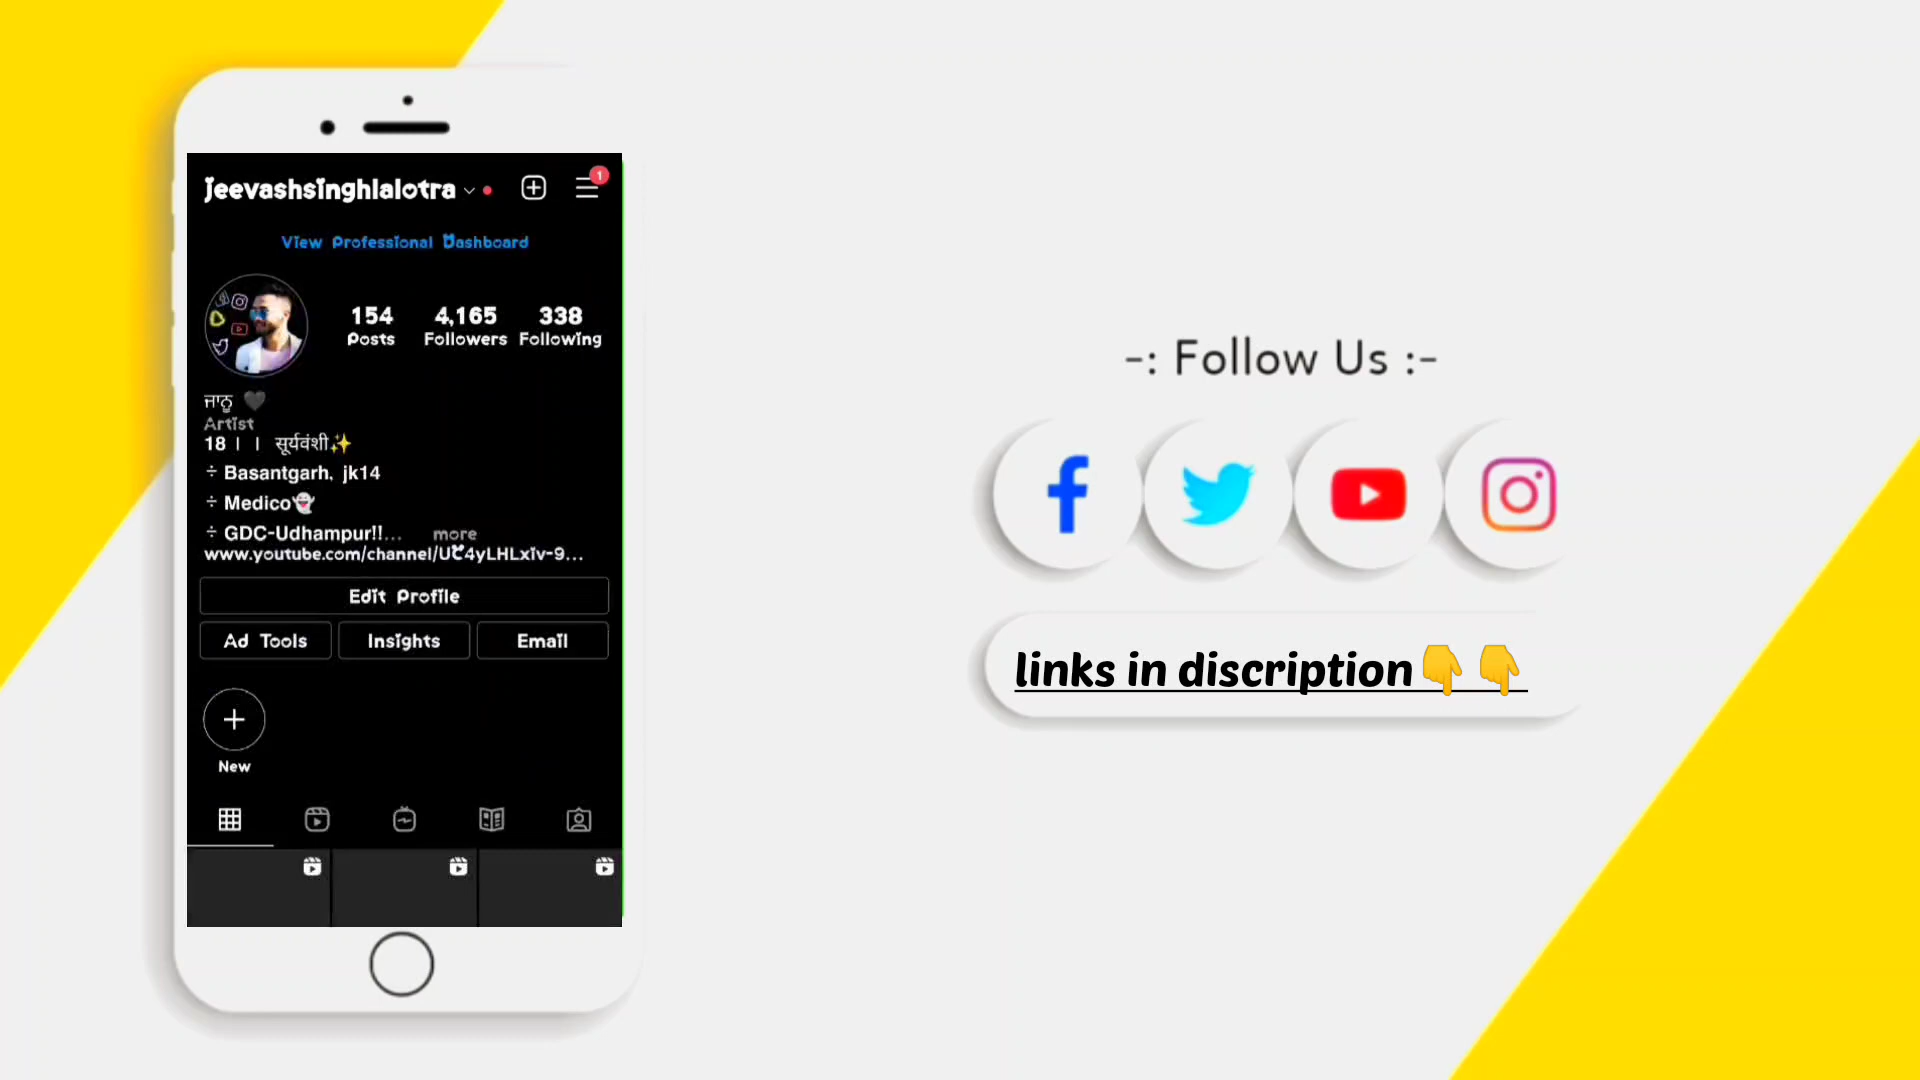 jeevashsinghlalotra
1
View Professional Dashboard
154 4,165 338
Posts Followers Following
ਜਾਨੂੰ 🖤
Artist
18 | | सूर्यवंशी✨
÷ Basantgarh, jk14
÷ Medico👻
÷ GDC-Udhampur!!... more
www.youtube.com/channel/UC4yLHLxiv-9...
Edit Profile
Ad Tools Insights Email
New
-: Follow Us :-
links in discription👇👇